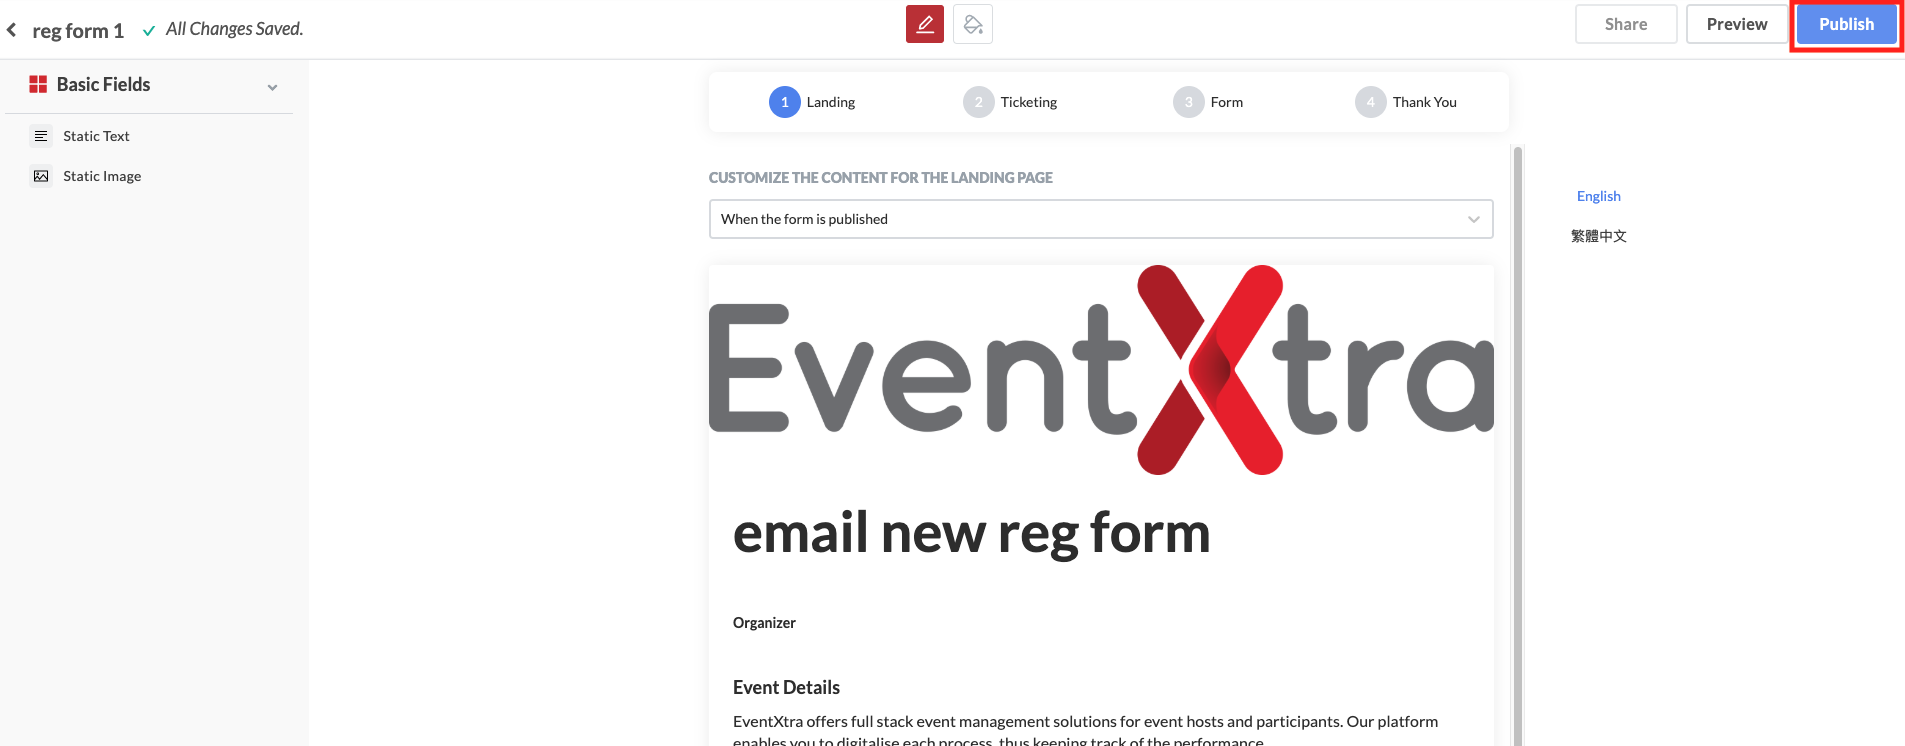 reg form 1
All Changes Saved.
Share
Preview
Publish
Basic Fields
Static Text
Static Image
1 Landing
2 Ticketing
3 Form
4 Thank You
CUSTOMIZE THE CONTENT FOR THE LANDING PAGE
When the form is published
English
繁體中文
EventXtra
email new reg form
Organizer
Event Details
EventXtra offers full stack event management solutions for event hosts and participants. Our platform
enables you to digitalise each process, thus keeping track of the performance